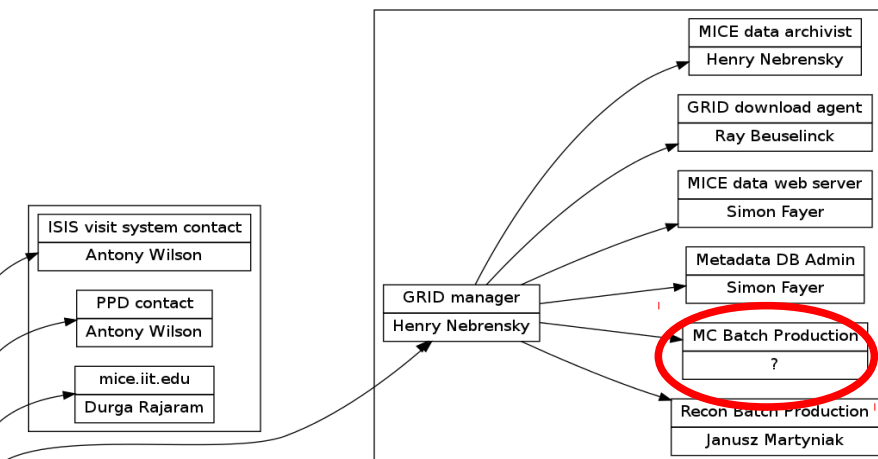 MICE data archivist
Henry Nebrensky
GRID download agent
Ray Beuselinck
MICE data web server
Simon Fayer
ISIS visit system contact
Antony Wilson
Metadata DB Admin
Simon Fayer
PPD contact
Antony Wilson
GRID manager
Henry Nebrensky
MC Batch Production
?
mice.iit.edu
Durga Rajaram
Recon Batch Production
Janusz Martyniak